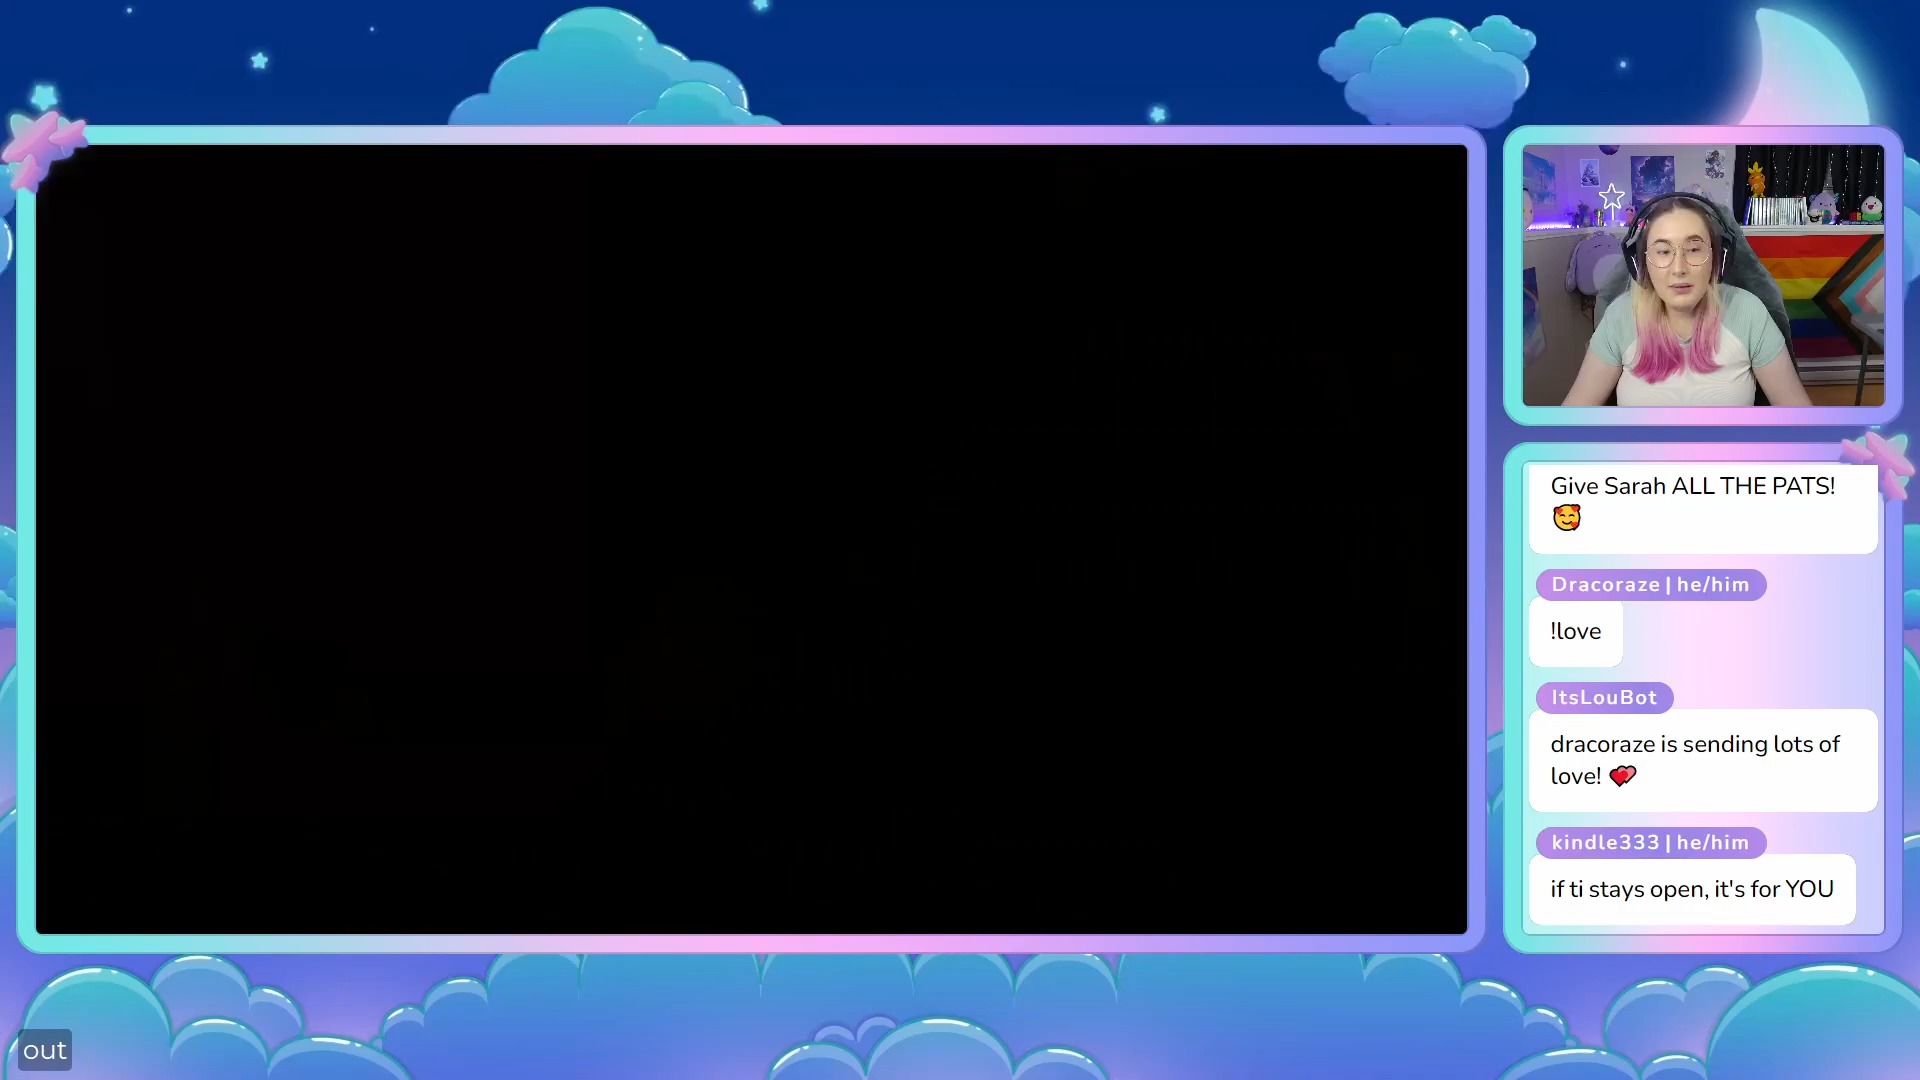 Give Sarah ALL THE PATS!
🥰
Dracoraze | he/him
!love
ItsLouBot
dracoraze is sending lots of
love! 💕
kindle333 | he/him
if ti stays open, it's for YOU
out